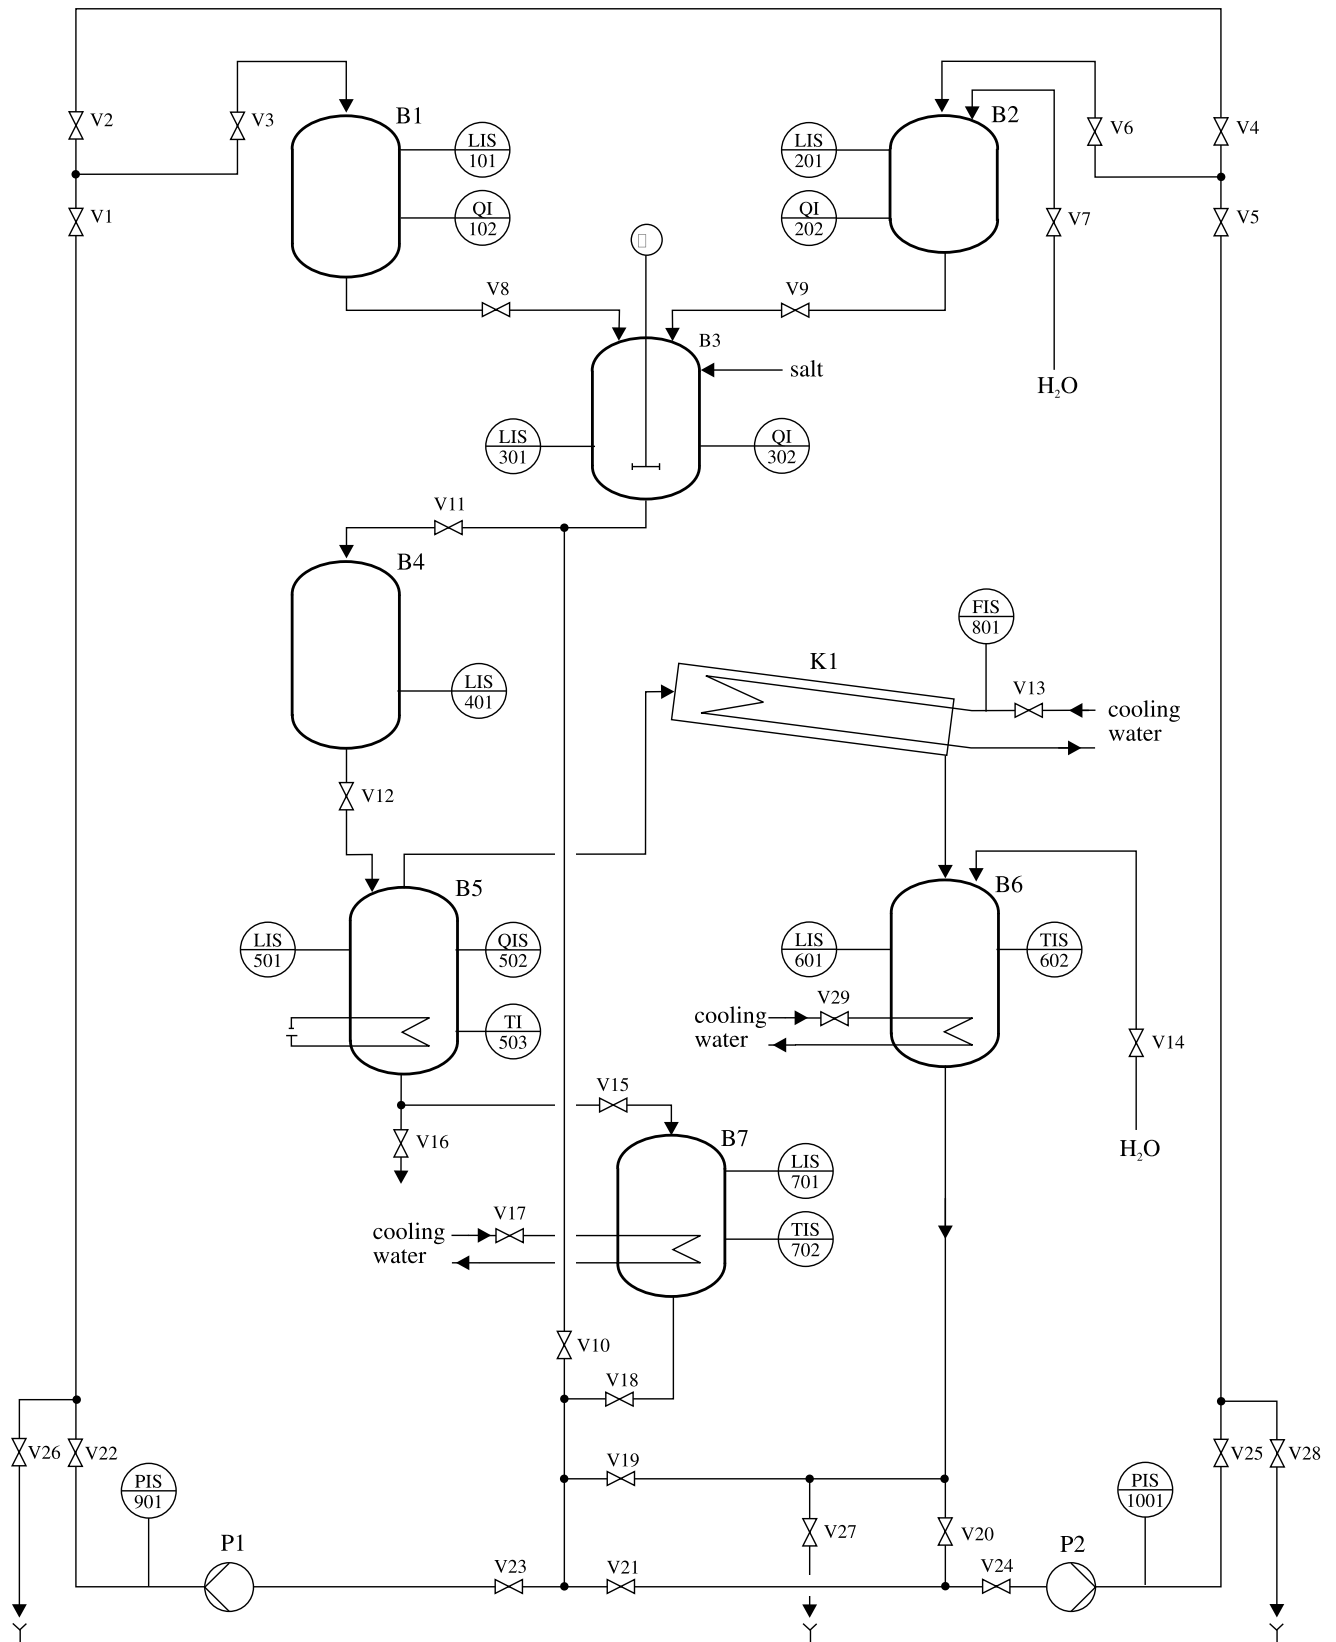 B1
B2
V2
V3
V6
V4
LIS
101
LIS
201
V1
QI
102
QI
202
V7
V5
V8
V9
B3
salt
H₂O
LIS
301
QI
302
V11
B4
FIS
801
K1
LIS
401
V13
cooling
water
V12
B5
B6
LIS
501
QIS
502
LIS
601
TIS
602
V29
cooling
water
TI
503
V14
V15
V16
B7
H₂O
LIS
701
V17
cooling
water
TIS
702
V10
V18
V26
V22
V19
V25
V28
PIS
901
PIS
1001
V27
V20
P1
P2
V23
V21
V24